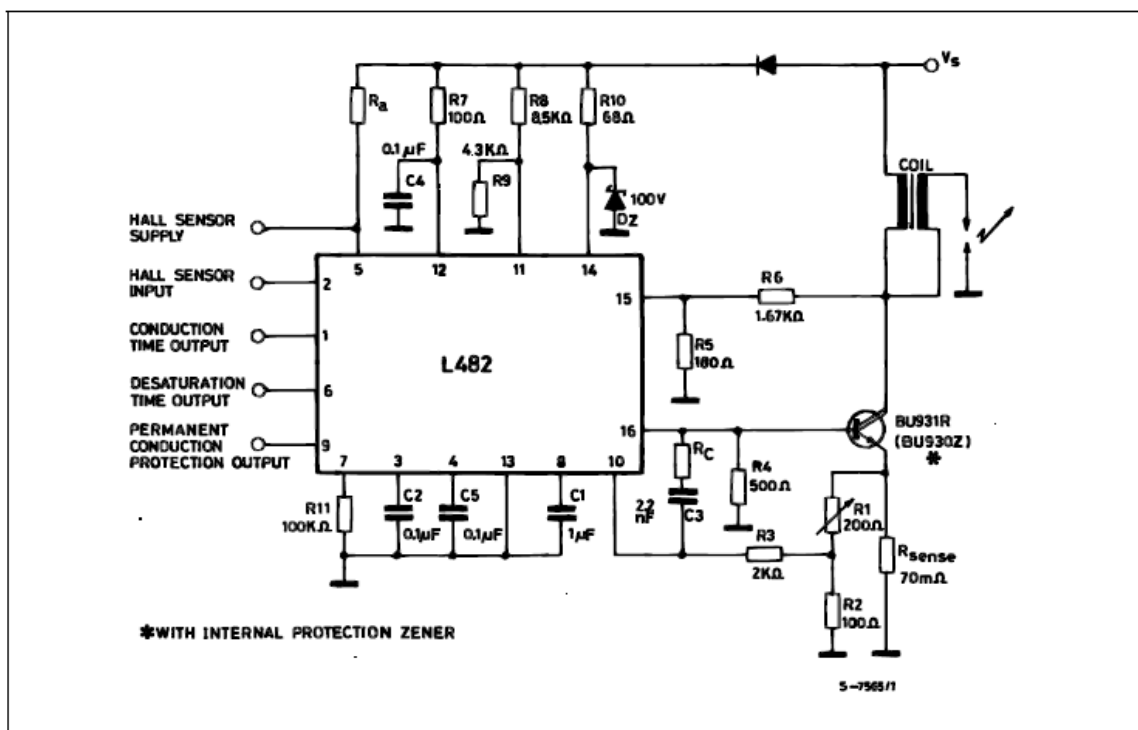 Vs
Ra
R7
100Ω
R8
8.5KΩ
R10
68Ω
0.1µF
C4
4.3KΩ
R9
100V
DZ
COIL
HALL SENSOR
SUPPLY
HALL SENSOR
INPUT
CONDUCTION
TIME OUTPUT
DESATURATION
TIME OUTPUT
PERMANENT
CONDUCTION
PROTECTION OUTPUT
5
12
11
14
2
1
6
9
L482
15
16
7
3
4
13
8
10
R6
1.67KΩ
R5
180Ω
BU931R
(BU930Z)
*
RC
R4
500Ω
R11
100KΩ
C2
0.1µF
C5
0.1µF
C1
1µF
2.2
nF
C3
R3
2KΩ
R1
200Ω
Rsense
70mΩ
R2
100Ω
*WITH INTERNAL PROTECTION ZENER
S-7565/1